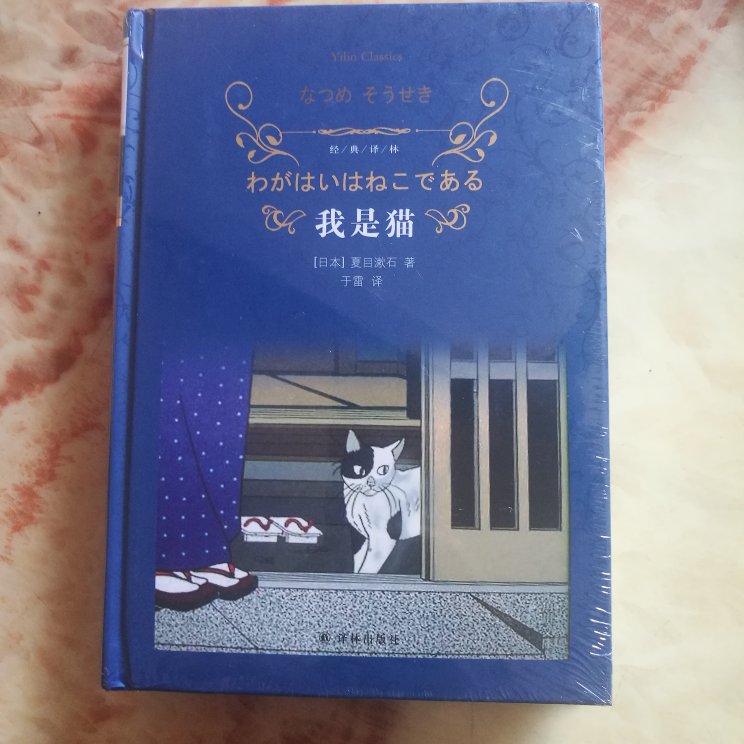 Yilin Classics
なつめ そうせき
经/典/译/林
わがはいはねこである
我是猫
[日本] 夏目漱石 著
于雷 译
译林出版社